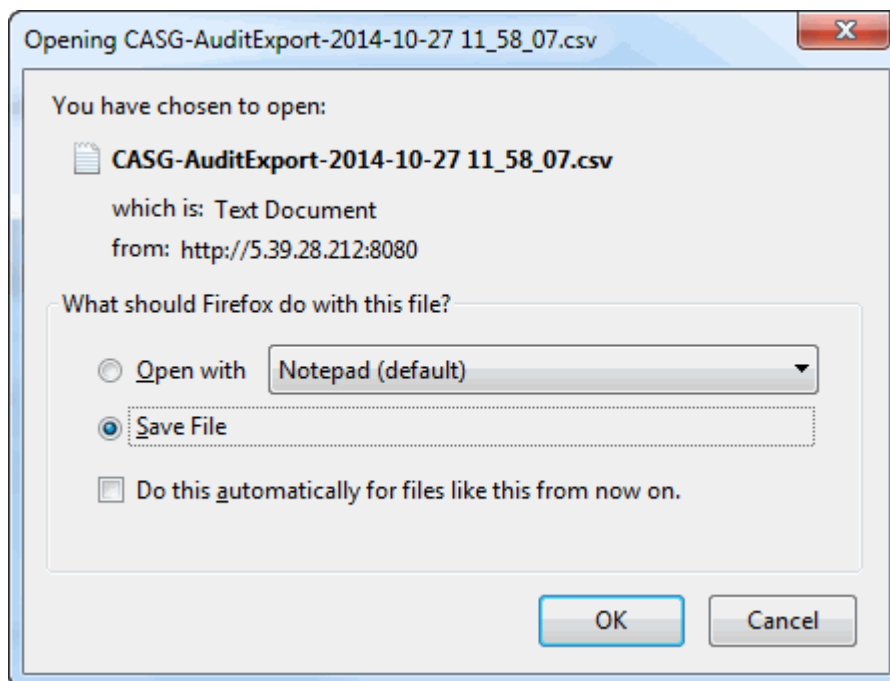 Opening CASG-AuditExport-2014-10-27 11_58_07.csv
You have chosen to open:
CASG-AuditExport-2014-10-27 11_58_07.csv
which is: Text Document
from: http://5.39.28.212:8080
What should Firefox do with this file?
Open with Notepad (default)
Save File
Do this automatically for files like this from now on.
OK Cancel